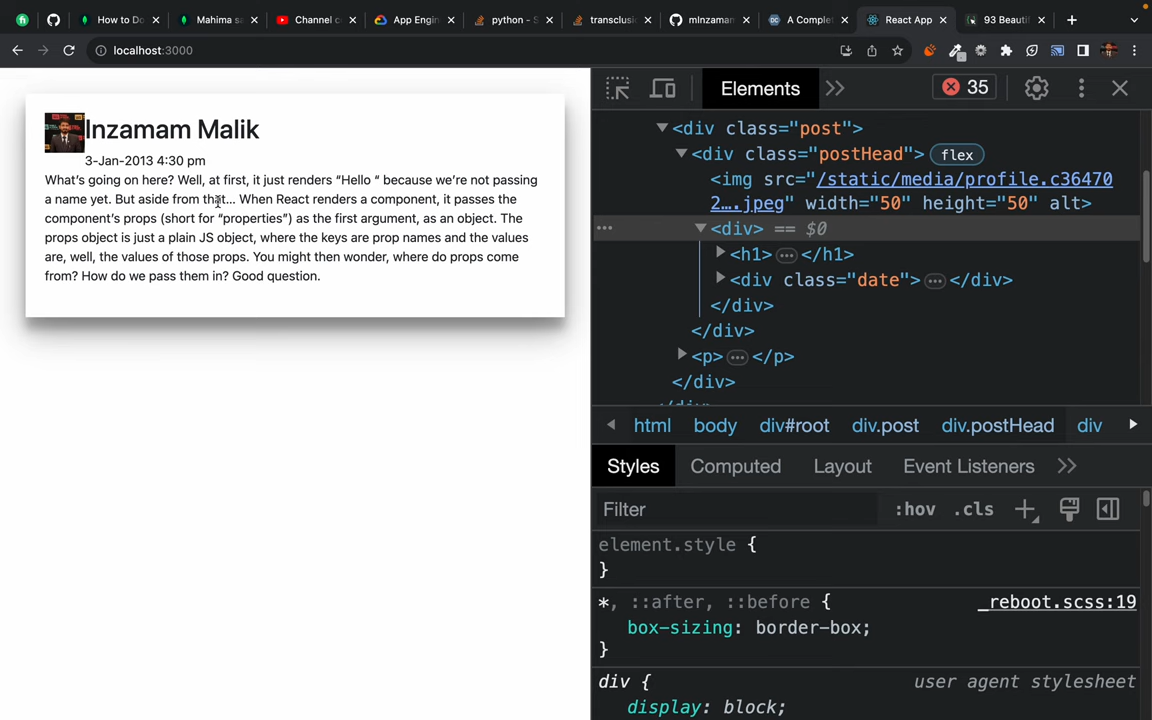 How to Do
Mahima sa
Channel c
App Engin
python - S
transclusio
mInzamam
A Complet
React App
93 Beautif
localhost:3000
Inzamam Malik
3-Jan-2013 4:30 pm
What's going on here? Well, at first, it just renders “Hello “ because we're not passing
a name yet. But aside from that... When React renders a component, it passes the
component's props (short for “properties”) as the first argument, as an object. The
props object is just a plain JS object, where the keys are prop names and the values
are, well, the values of those props. You might then wonder, where do props come
from? How do we pass them in? Good question.
Elements
35
<div class="post">
<div class="postHead"> flex
<img src="/static/media/profile.c36470
2….jpeg" width="50" height="50" alt>
<div> == $0
<h1> … </h1>
<div class="date"> … </div>
</div>
</div>
<p> … </p>
</div>
html body div#root div.post div.postHead div
Styles Computed Layout Event Listeners
Filter :hov .cls
element.style {
}
*, ::after, ::before { _reboot.scss:19
box-sizing: border-box;
}
div { user agent stylesheet
display: block;